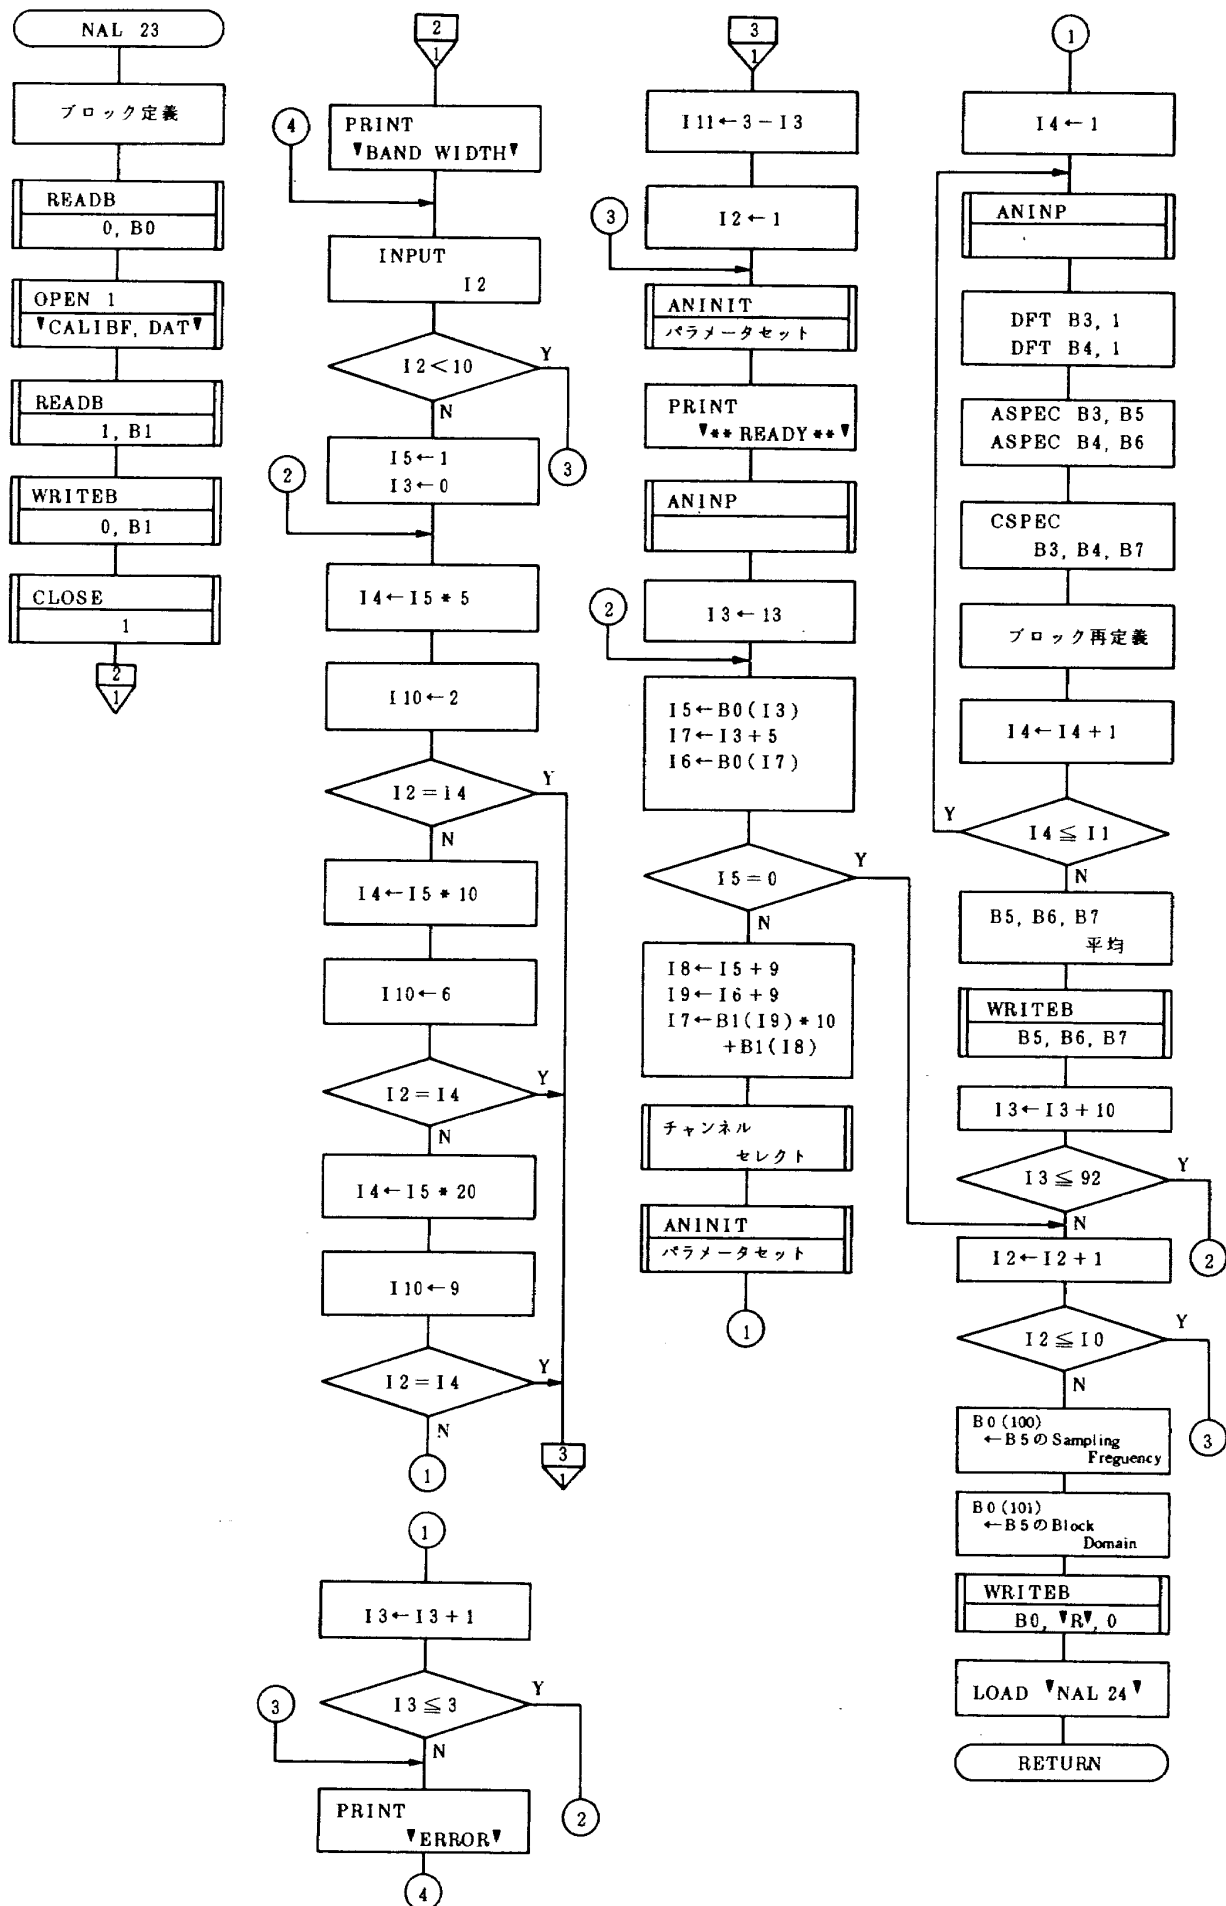 NAL 23
ブロック定義
READB
0, B0
OPEN 1
"CALIBF, DAT"
READB
1, B1
WRITEB
0, B1
CLOSE
1
2
1
2
1
PRINT
"BAND WIDTH"
4
INPUT
I2
I2<10
Y
N
3
I5←1
I3←0
2
I4←I5*5
I10←2
I2=I4
Y
N
I4←I5*10
I10←6
I2=I4
Y
N
I4←I5*20
I10←9
I2=I4
Y
N
1
3
1
1
I3←I3+1
I3≦3
Y
N
3
2
PRINT
"ERROR"
4
3
1
I11←3-I3
I2←1
3
ANINIT
パラメータセット
PRINT
"**READY**"
ANINP
I3←13
2
I5←B0(I3)
I7←I3+5
I6←B0(I7)
I5=0
Y
N
I8←I5+9
I9←I6+9
I7←B1(I9)*10
+B1(I8)
チャンネル
セレクト
ANINIT
パラメータセット
1
1
I4←1
ANINP
DFT B3, 1
DFT B4, 1
ASPEC B3, B5
ASPEC B4, B6
CSPEC
B3, B4, B7
ブロック再定義
I4←I4+1
I4≦I1
Y
N
B5, B6, B7
平均
WRITEB
B5, B6, B7
I3←I3+10
I3≦92
Y
N
2
I2←I2+1
I2≦I0
Y
N
3
B0(100)
←B5のSampling
Freguency
B0(101)
←B5のBlock
Domain
WRITEB
B0, "R", 0
LOAD "NAL 24"
RETURN